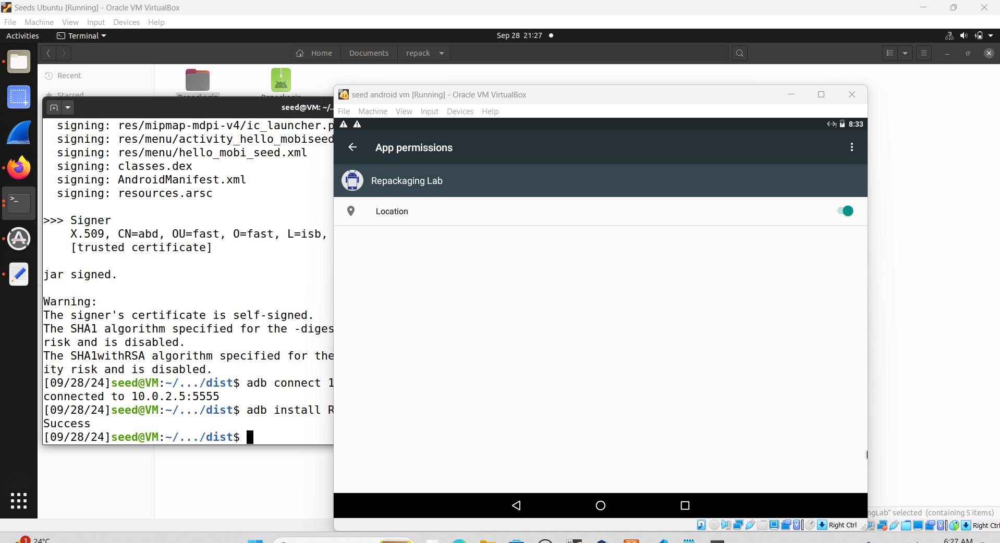 Seeds Ubuntu [Running] - Oracle VM VirtualBox
File Machine View Input Devices Help
Activities Terminal Sep 28 21:27
Home Documents repack
Recent
Starred
seed@VM: ~/..
signing: res/mipmap-mdpi-v4/ic_launcher.p
signing: res/menu/activity_hello_mobiseed
signing: res/menu/hello_mobi_seed.xml
signing: classes.dex
signing: AndroidManifest.xml
signing: resources.arsc
>>> Signer
X.509, CN=abd, OU=fast, O=fast, L=isb,
[trusted certificate]
jar signed.
Warning:
The signer's certificate is self-signed.
The SHA1 algorithm specified for the -diges
risk and is disabled.
The SHA1withRSA algorithm specified for the
ity risk and is disabled.
[09/28/24]seed@VM:~/.../dist$ adb connect 1
connected to 10.0.2.5:5555
[09/28/24]seed@VM:~/.../dist$ adb install R
Success
[09/28/24]seed@VM:~/.../dist$
seed android vm [Running] - Oracle VM VirtualBox
File Machine View Input Devices Help
8:33
App permissions
Repackaging Lab
Location
Right Ctrl
ngLab" selected (containing 5 items)
Right Ctrl
1
24°C
6:27 AM